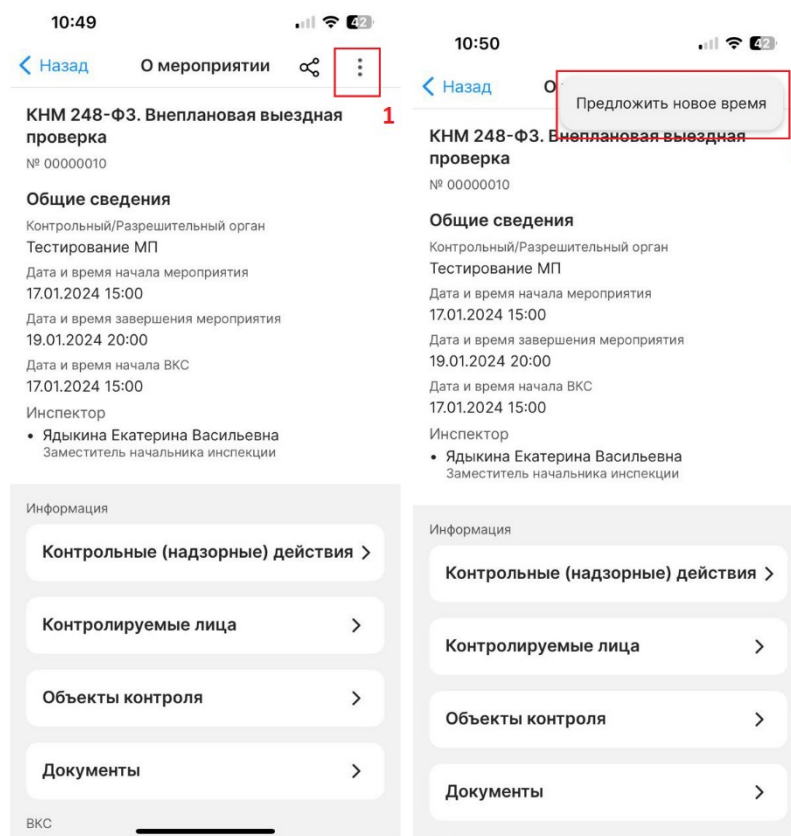 10:49
42
Назад
О мероприятии
1
КНМ 248-ФЗ. Внеплановая выездная
проверка
№ 00000010
Общие сведения
Контрольный/Разрешительный орган
Тестирование МП
Дата и время начала мероприятия
17.01.2024 15:00
Дата и время завершения мероприятия
19.01.2024 20:00
Дата и время начала ВКС
17.01.2024 15:00
Инспектор
• Ядыкина Екатерина Васильевна
Заместитель начальника инспекции
Информация
Контрольные (надзорные) действия
Контролируемые лица
Объекты контроля
Документы
ВКС
10:50
42
Назад
О
Предложить новое время
КНМ 248-ФЗ. Внеплановая выездная
проверка
№ 00000010
Общие сведения
Контрольный/Разрешительный орган
Тестирование МП
Дата и время начала мероприятия
17.01.2024 15:00
Дата и время завершения мероприятия
19.01.2024 20:00
Дата и время начала ВКС
17.01.2024 15:00
Инспектор
• Ядыкина Екатерина Васильевна
Заместитель начальника инспекции
Информация
Контрольные (надзорные) действия
Контролируемые лица
Объекты контроля
Документы